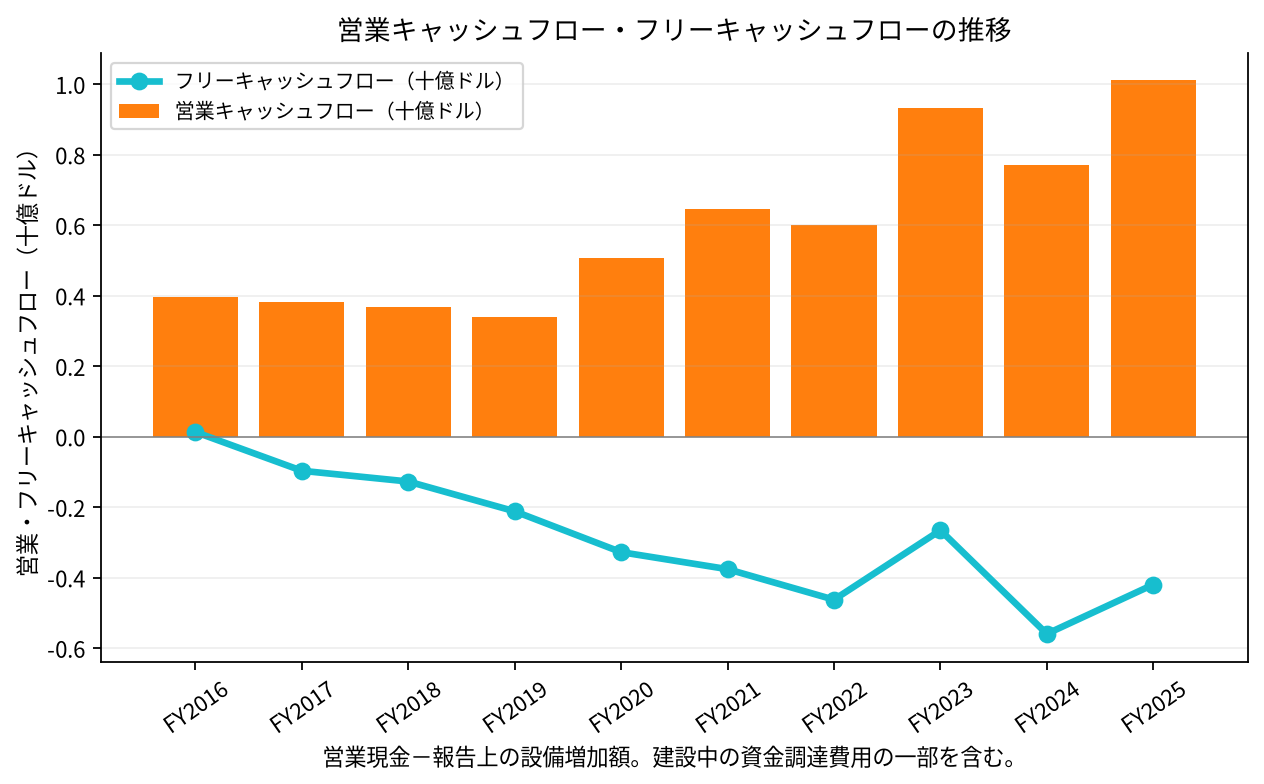 営業キャッシュフロー・フリーキャッシュフローの推移
フリーキャッシュフロー（十億ドル）
営業キャッシュフロー（十億ドル）
営業・フリーキャッシュフロー（十億ドル）
1.0
0.8
0.6
0.4
0.2
0.0
-0.2
-0.4
-0.6
FY2016
FY2017
FY2018
FY2019
FY2020
FY2021
FY2022
FY2023
FY2024
FY2025
営業現金－報告上の設備増加額。建設中の資金調達費用の一部を含む。